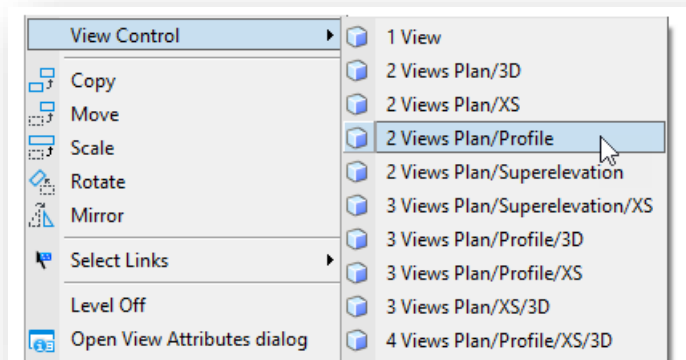 View Control
Copy
Move
Scale
Rotate
Mirror
Select Links
Level Off
Open View Attributes dialog
1 View
2 Views Plan/3D
2 Views Plan/XS
2 Views Plan/Profile
2 Views Plan/Superelevation
3 Views Plan/Superelevation/XS
3 Views Plan/Profile/3D
3 Views Plan/Profile/XS
3 Views Plan/XS/3D
4 Views Plan/Profile/XS/3D